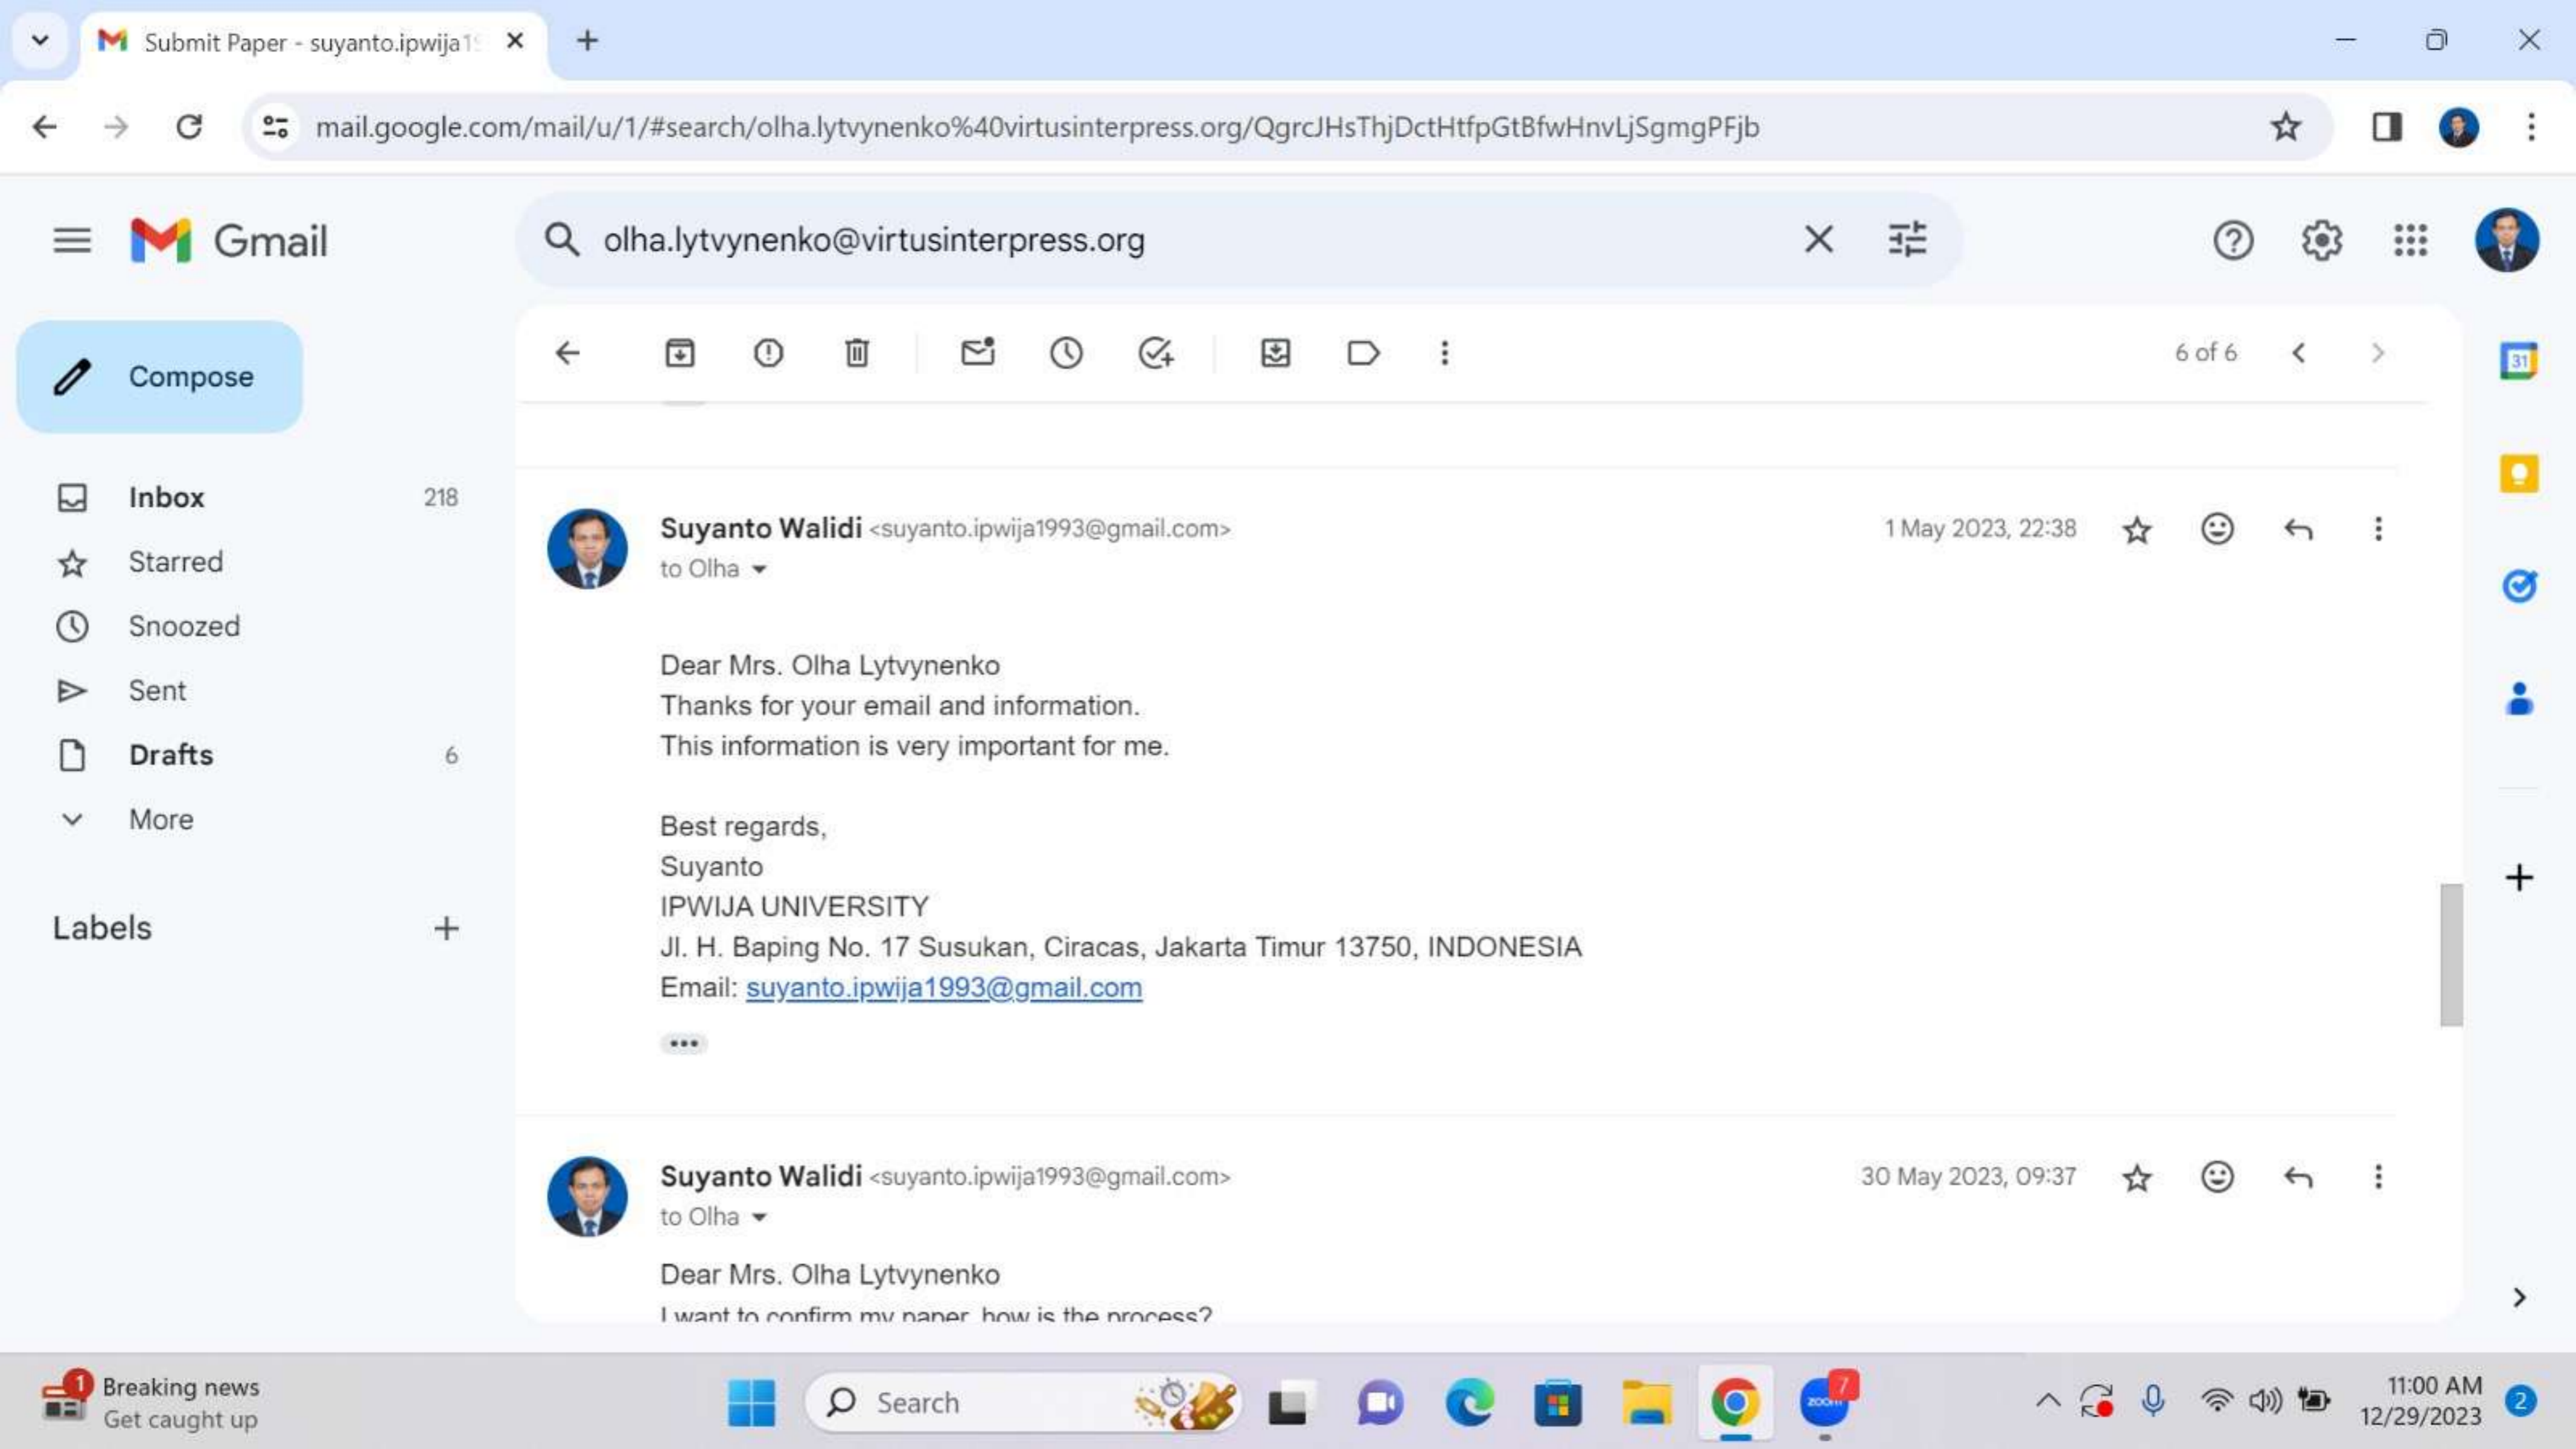 Submit Paper - suyanto.ipwija19
mail.google.com/mail/u/1/#search/olha.lytvynenko%40virtusinterpress.org/QgrcJHsThjDctHtfpGtBfwHnvLjSgmgPFjb
Gmail
olha.lytvynenko@virtusinterpress.org
Compose
6 of 6
31
Inbox 218
Starred
Snoozed
Sent
Drafts 6
More
Labels
Suyanto Walidi <suyanto.ipwija1993@gmail.com>
1 May 2023, 22:38
to Olha
Dear Mrs. Olha Lytvynenko
Thanks for your email and information.
This information is very important for me.
Best regards,
Suyanto
IPWIJA UNIVERSITY
Jl. H. Baping No. 17 Susukan, Ciracas, Jakarta Timur 13750, INDONESIA
Email: suyanto.ipwija1993@gmail.com
Suyanto Walidi <suyanto.ipwija1993@gmail.com>
30 May 2023, 09:37
to Olha
Dear Mrs. Olha Lytvynenko
I want to confirm my paper, how is the process?
1
Breaking news
Get caught up
Search
zoom
7
11:00 AM
12/29/2023
2